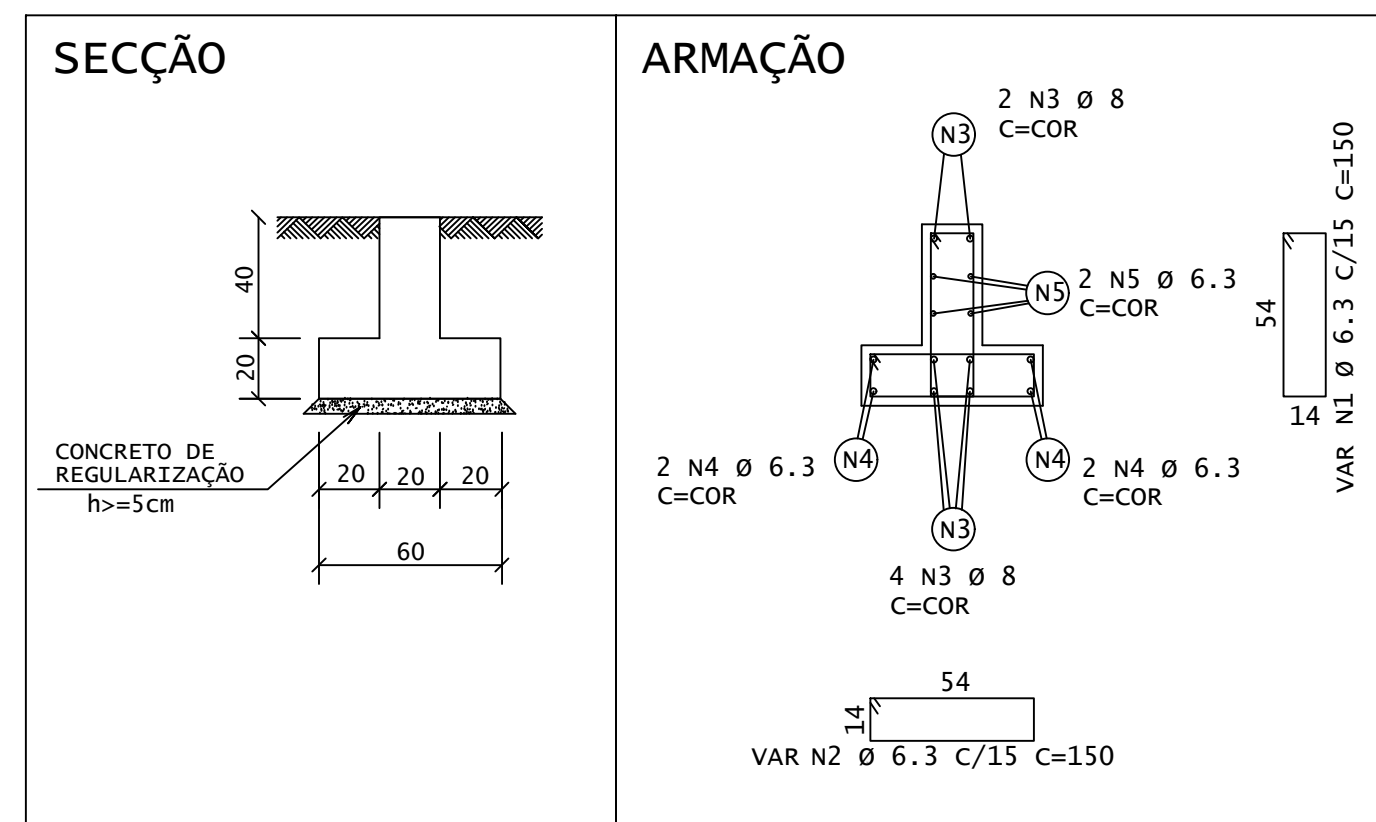 SECÇÃO
40
20
CONCRETO DE
REGULARIZAÇÃO
h>=5cm
20
20
20
60
ARMAÇÃO
2 N3 Ø 8
C=COR
N3
N5
2 N5 Ø 6.3
C=COR
2 N4 Ø 6.3
C=COR
N4
N4
2 N4 Ø 6.3
C=COR
N3
4 N3 Ø 8
C=COR
54
14
VAR N1 Ø 6.3 C/15 C=150
54
14
VAR N2 Ø 6.3 C/15 C=150